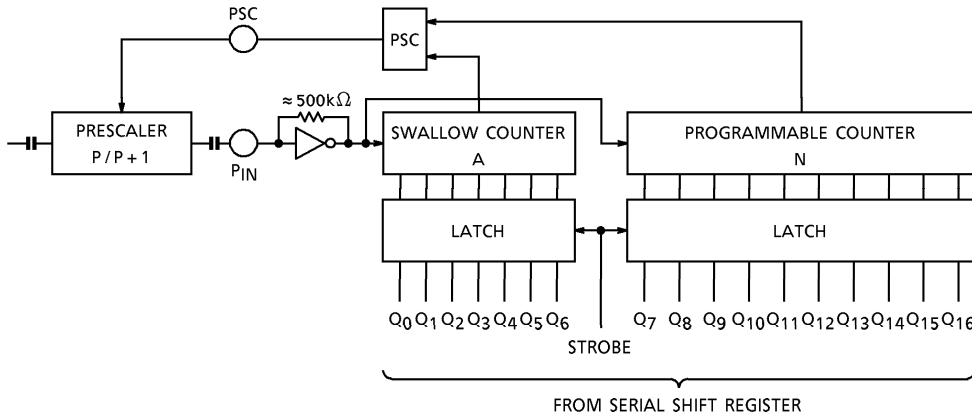 PSC
PSC
≈500kΩ
PRESCALER
P/P+1
PIN
SWALLOW COUNTER
A
PROGRAMMABLE COUNTER
N
LATCH
LATCH
Q0 Q1 Q2 Q3 Q4 Q5 Q6
Q7 Q8 Q9 Q10 Q11 Q12 Q13 Q14 Q15 Q16
STROBE
FROM SERIAL SHIFT REGISTER